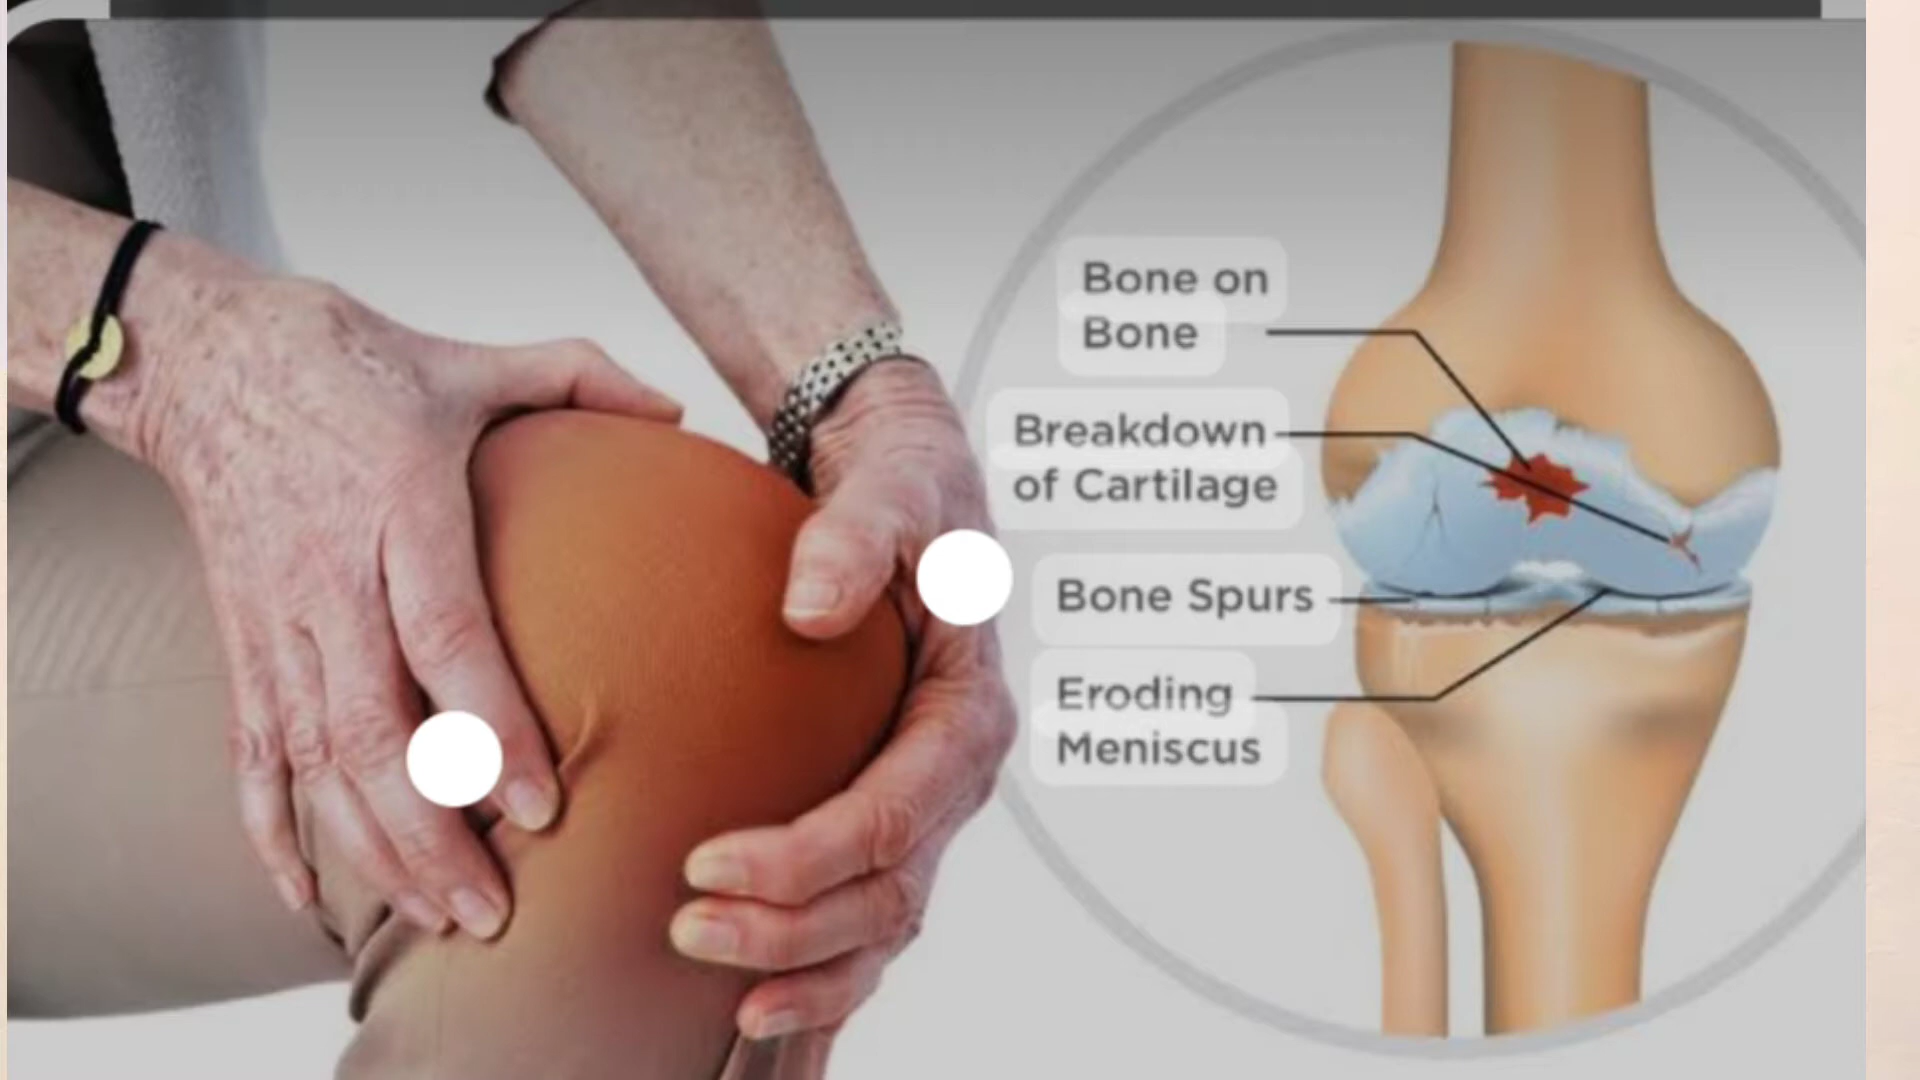 Bone on
Bone
Breakdown
of Cartilage
Bone Spurs
Eroding
Meniscus